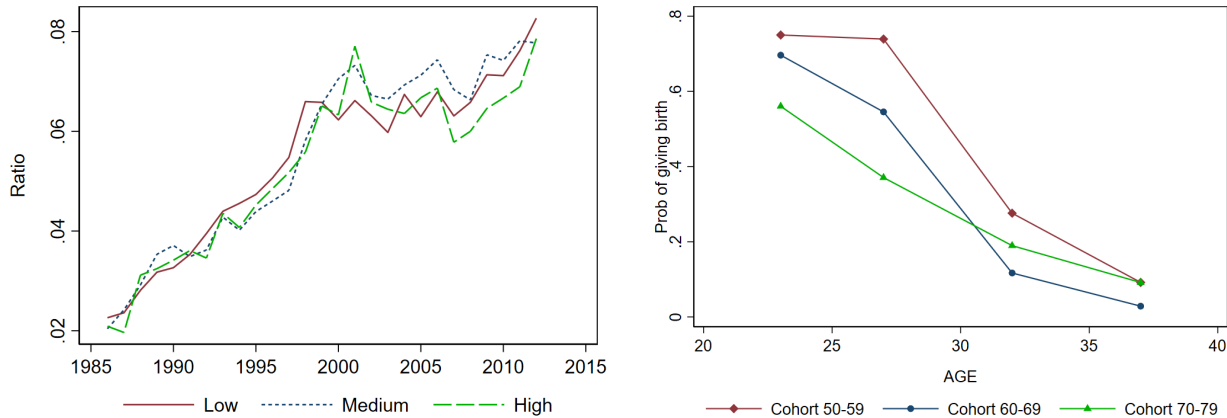 Ratio
.08
.06
.04
.02
1985 1990 1995 2000 2005 2010 2015
Low Medium High
Prob of giving birth
.8
.6
.4
.2
0
20 25 30 35 40
AGE
Cohort 50-59 Cohort 60-69 Cohort 70-79